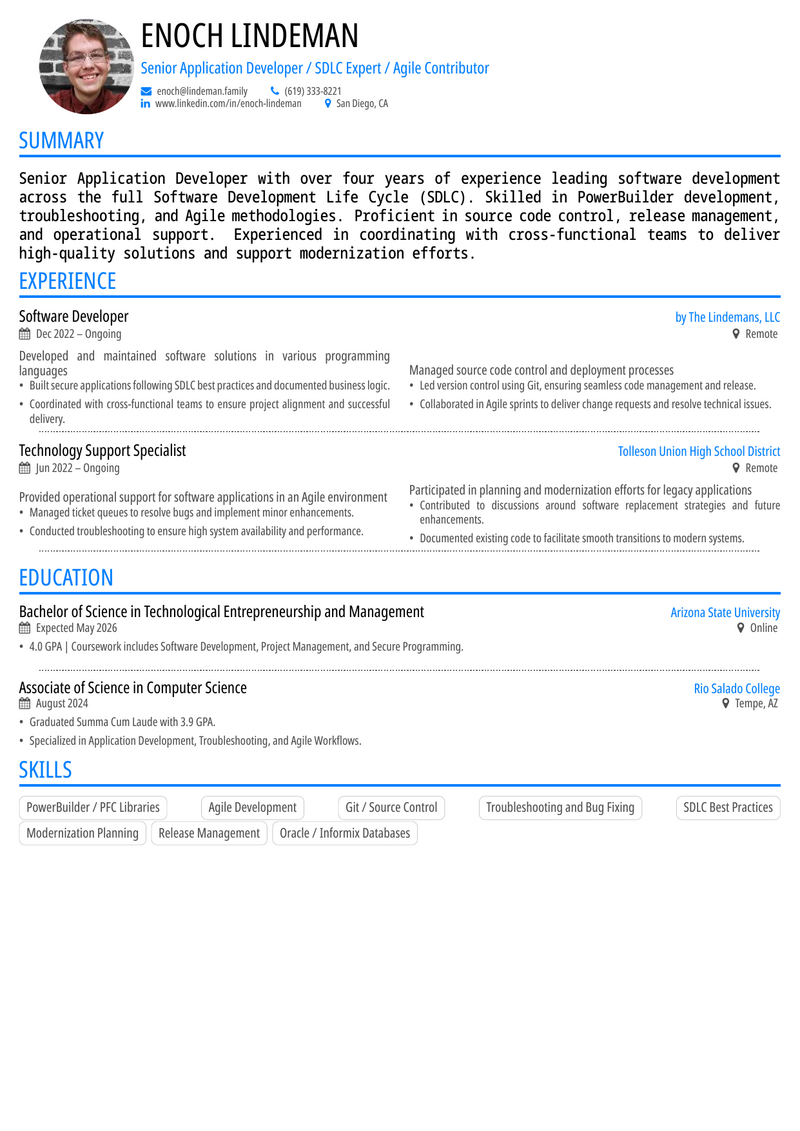 ENOCH LINDEMAN
Senior Application Developer / SDLC Expert / Agile Contributor
enoch@lindeman.family (619) 333-8221
www.linkedin.com/in/enoch-lindeman San Diego, CA
SUMMARY
Senior Application Developer with over four years of experience leading software development
across the full Software Development Life Cycle (SDLC). Skilled in PowerBuilder development,
troubleshooting, and Agile methodologies. Proficient in source code control, release management,
and operational support. Experienced in coordinating with cross-functional teams to deliver
high-quality solutions and support modernization efforts.
EXPERIENCE
Software Developer by The Lindemans, LLC
Dec 2022 – Ongoing Remote
Developed and maintained software solutions in various programming
languages
• Built secure applications following SDLC best practices and documented business logic.
• Coordinated with cross-functional teams to ensure project alignment and successful
delivery.
Managed source code control and deployment processes
• Led version control using Git, ensuring seamless code management and release.
• Collaborated in Agile sprints to deliver change requests and resolve technical issues.
Technology Support Specialist Tolleson Union High School District
Jun 2022 – Ongoing Remote
Provided operational support for software applications in an Agile environment
• Managed ticket queues to resolve bugs and implement minor enhancements.
• Conducted troubleshooting to ensure high system availability and performance.
Participated in planning and modernization efforts for legacy applications
• Contributed to discussions around software replacement strategies and future
enhancements.
• Documented existing code to facilitate smooth transitions to modern systems.
EDUCATION
Bachelor of Science in Technological Entrepreneurship and Management Arizona State University
Expected May 2026 Online
• 4.0 GPA | Coursework includes Software Development, Project Management, and Secure Programming.
Associate of Science in Computer Science Rio Salado College
August 2024 Tempe, AZ
• Graduated Summa Cum Laude with 3.9 GPA.
• Specialized in Application Development, Troubleshooting, and Agile Workflows.
SKILLS
PowerBuilder / PFC Libraries Agile Development Git / Source Control Troubleshooting and Bug Fixing SDLC Best Practices
Modernization Planning Release Management Oracle / Informix Databases